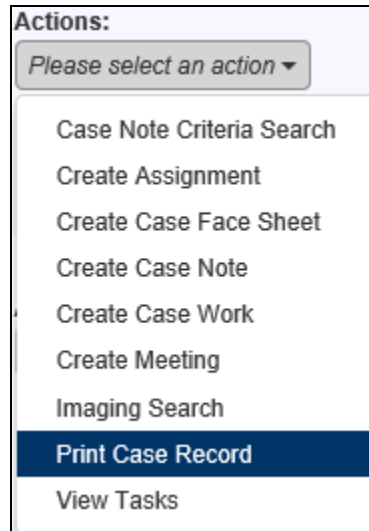 Actions:
Please select an action
Case Note Criteria Search
Create Assignment
Create Case Face Sheet
Create Case Note
Create Case Work
Create Meeting
Imaging Search
Print Case Record
View Tasks